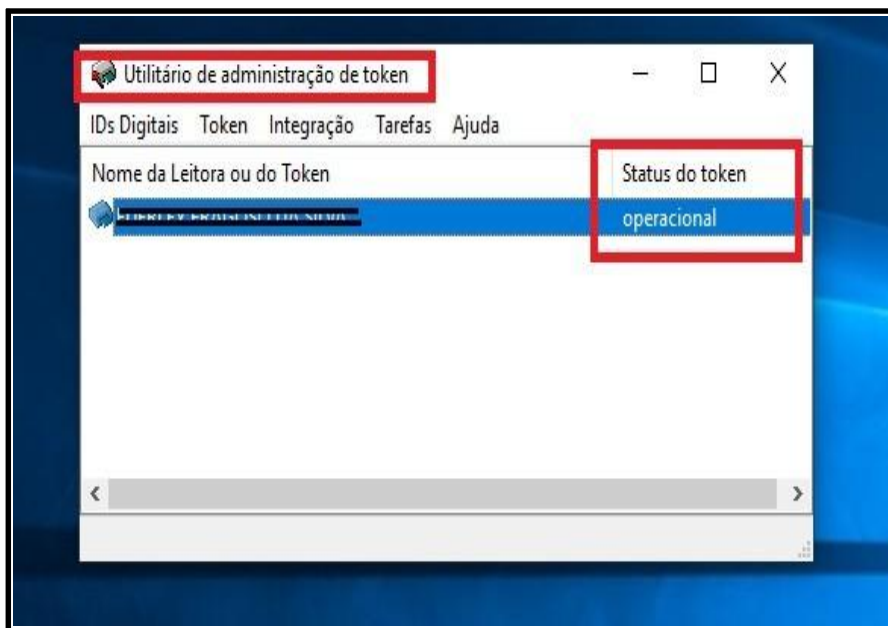 Utilitário de administração de token
IDs Digitais Token Integração Tarefas Ajuda
Nome da Leitora ou do Token Status do token
operacional